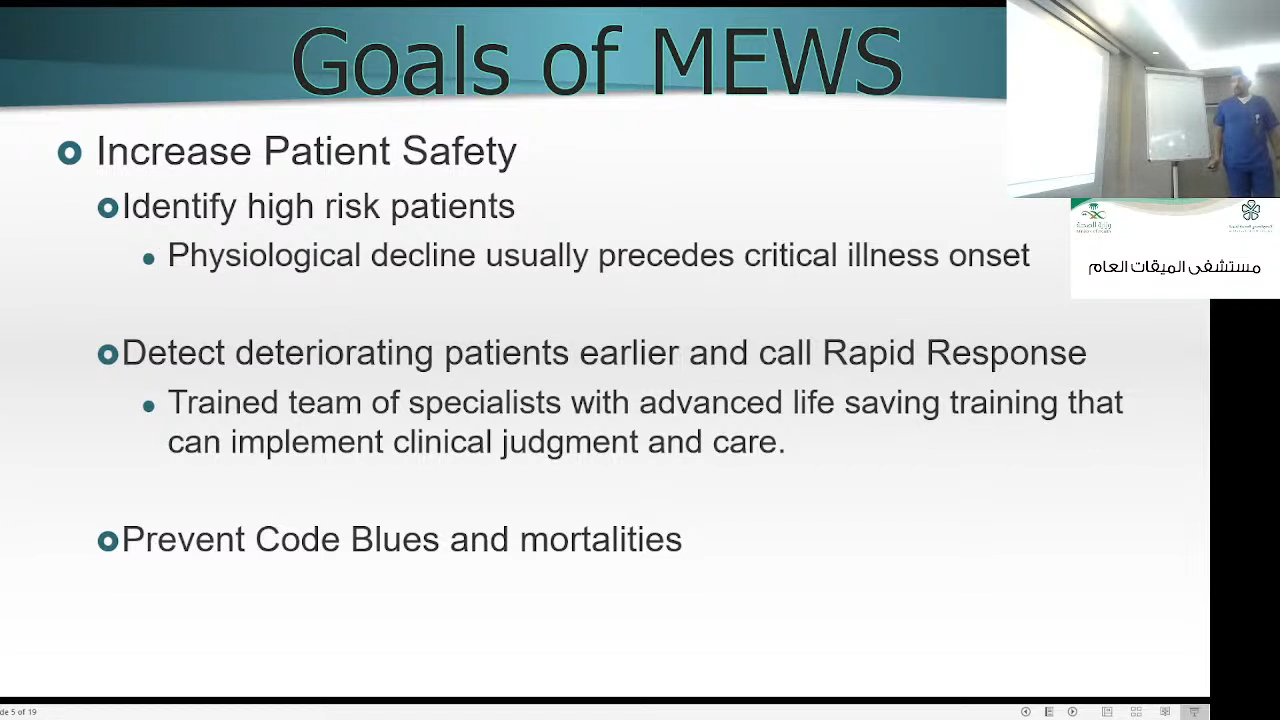 Goals of MEWS
Increase Patient Safety
Identify high risk patients
Physiological decline usually precedes critical illness onset
Detect deteriorating patients earlier and call Rapid Response
Trained team of specialists with advanced life saving training that
can implement clinical judgment and care.
Prevent Code Blues and mortalities
وزارة الصحة
مستشفى الميقات العام
de 5 of 19